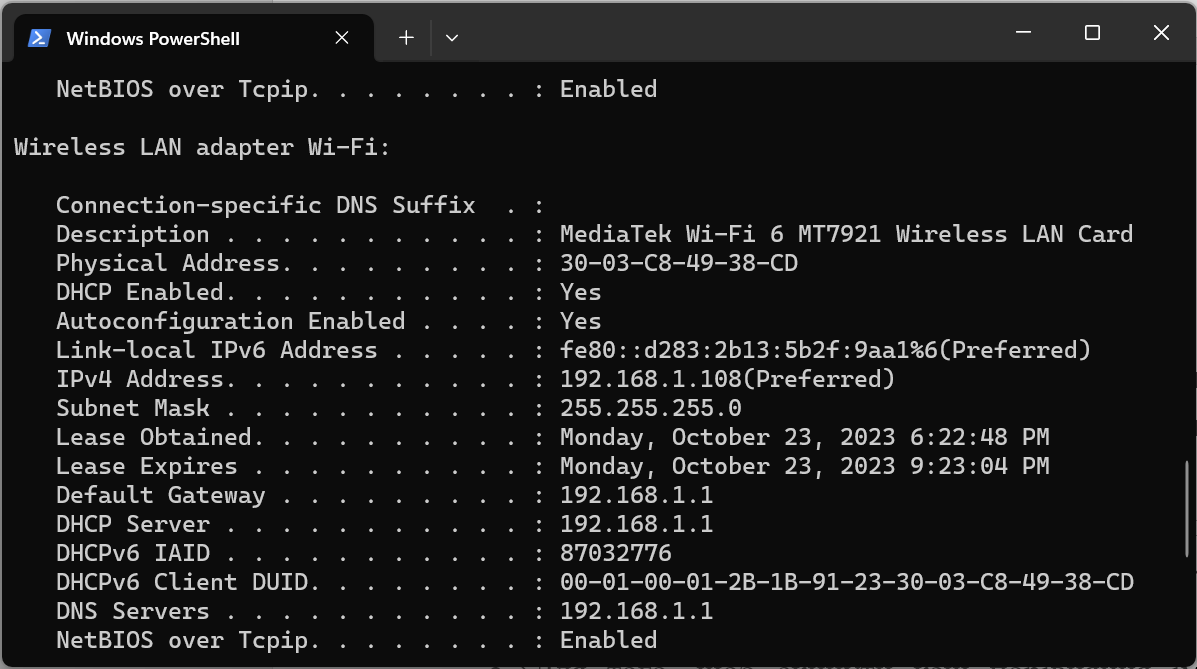 Windows PowerShell
NetBIOS over Tcpip. . . . . . . . : Enabled
Wireless LAN adapter Wi-Fi:
Connection-specific DNS Suffix  . :
Description . . . . . . . . . . . : MediaTek Wi-Fi 6 MT7921 Wireless LAN Card
Physical Address. . . . . . . . . : 30-03-C8-49-38-CD
DHCP Enabled. . . . . . . . . . . : Yes
Autoconfiguration Enabled . . . . : Yes
Link-local IPv6 Address . . . . . : fe80::d283:2b13:5b2f:9aa1%6(Preferred)
IPv4 Address. . . . . . . . . . . : 192.168.1.108(Preferred)
Subnet Mask . . . . . . . . . . . : 255.255.255.0
Lease Obtained. . . . . . . . . . : Monday, October 23, 2023 6:22:48 PM
Lease Expires . . . . . . . . . . : Monday, October 23, 2023 9:23:04 PM
Default Gateway . . . . . . . . . : 192.168.1.1
DHCP Server . . . . . . . . . . . : 192.168.1.1
DHCPv6 IAID . . . . . . . . . . . : 87032776
DHCPv6 Client DUID. . . . . . . . : 00-01-00-01-2B-1B-91-23-30-03-C8-49-38-CD
DNS Servers . . . . . . . . . . . : 192.168.1.1
NetBIOS over Tcpip. . . . . . . . : Enabled